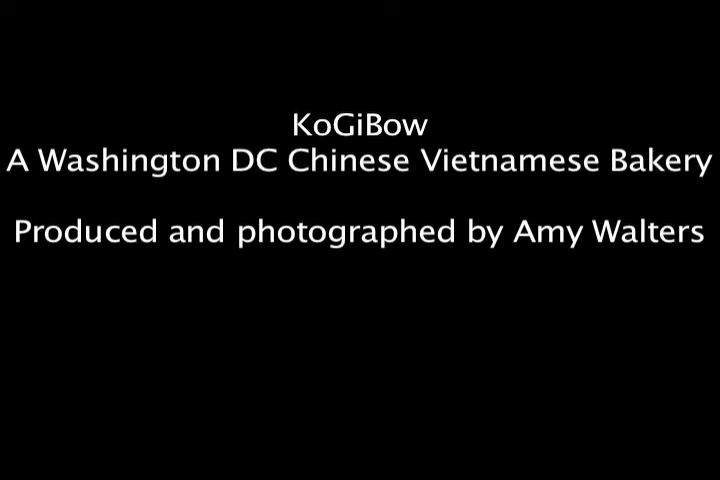 KoGiBow
A Washington DC Chinese Vietnamese Bakery
Produced and photographed by Amy Walters